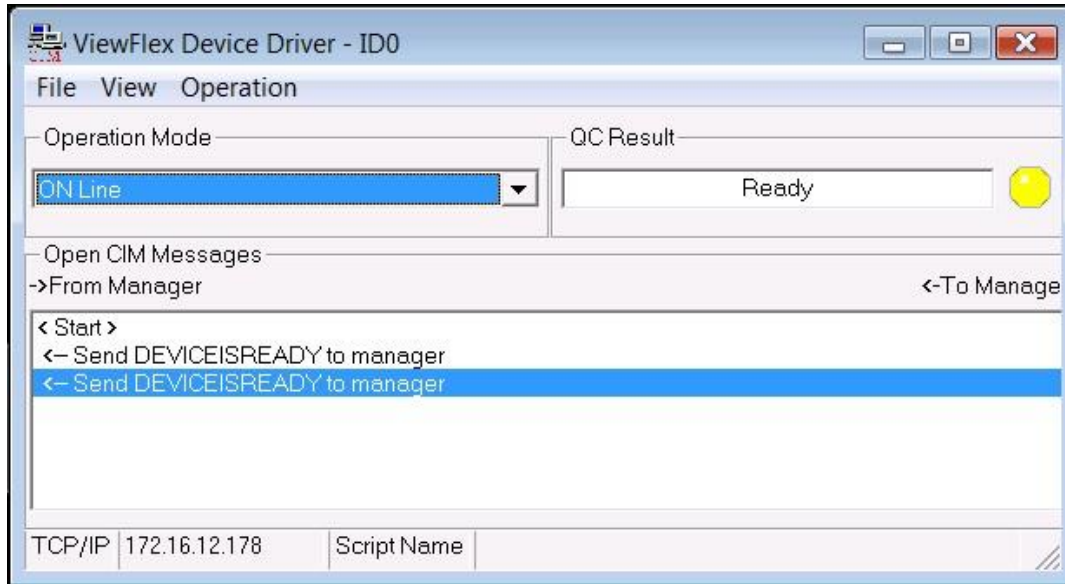 ViewFlex Device Driver - ID0
File View Operation
Operation Mode
QC Result
ON Line
Ready
Open CIM Messages
->From Manager
<-To Manage
< Start >
<-- Send DEVICEISREADY to manager
<-- Send DEVICEISREADY to manager
TCP/IP 172.16.12.178 Script Name